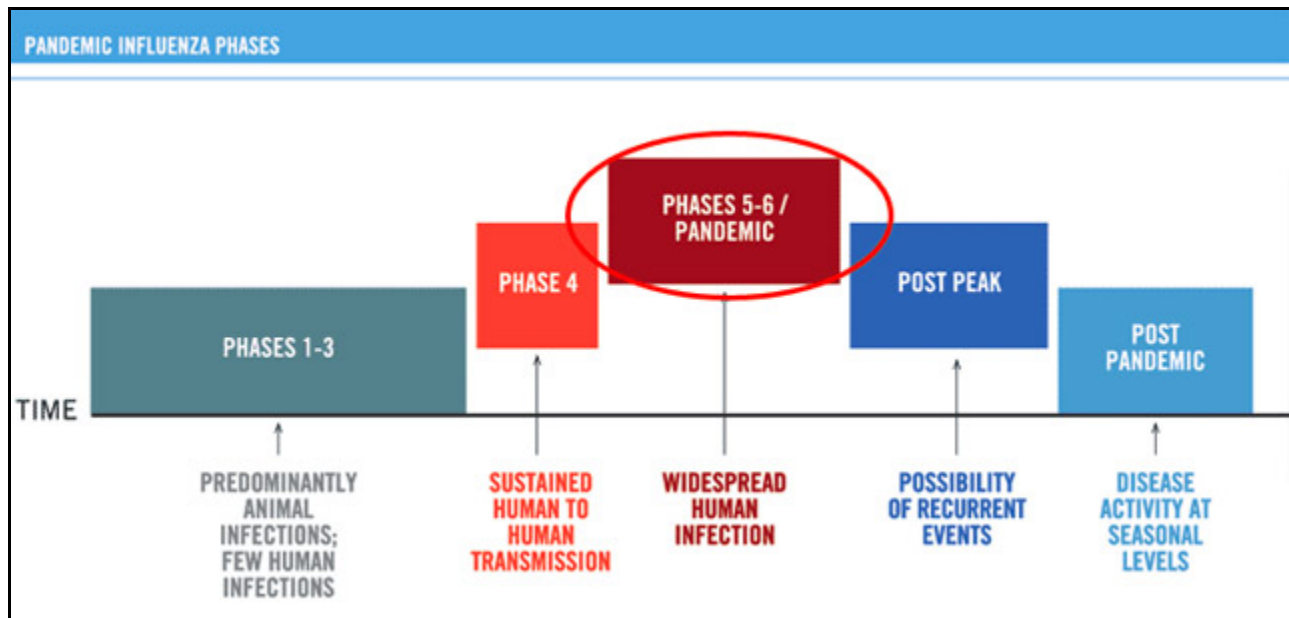 PANDEMIC INFLUENZA PHASES
PHASES 5-6 /
PANDEMIC
PHASE 4
POST PEAK
PHASES 1-3
POST
PANDEMIC
TIME
PREDOMINANTLY
ANIMAL
INFECTIONS;
FEW HUMAN
INFECTIONS
SUSTAINED
HUMAN TO
HUMAN
TRANSMISSION
WIDESPREAD
HUMAN
INFECTION
POSSIBILITY
OF RECURRENT
EVENTS
DISEASE
ACTIVITY AT
SEASONAL
LEVELS